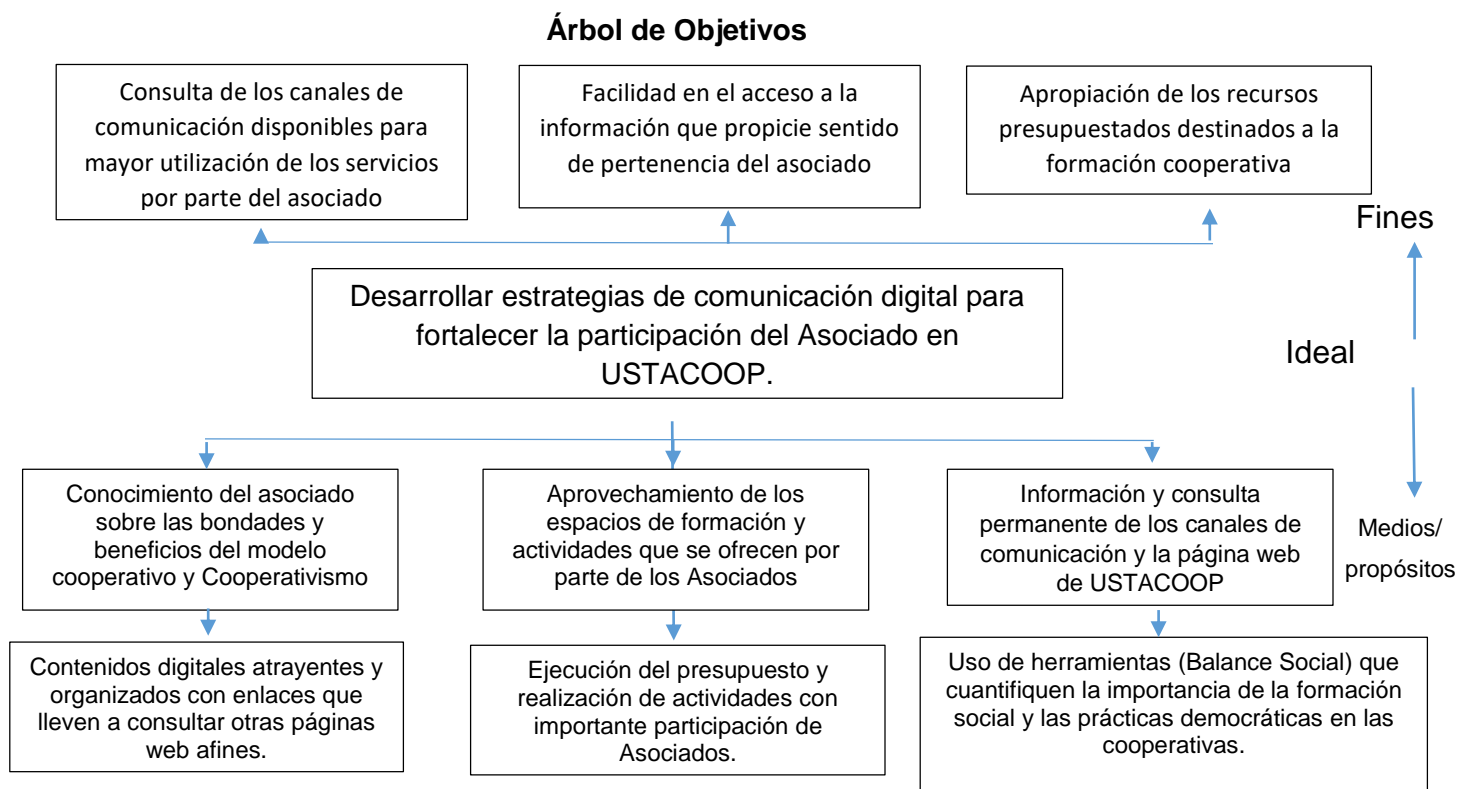 Árbol de Objetivos
Consulta de los canales de
comunicación disponibles para
mayor utilización de los servicios
por parte del asociado
Facilidad en el acceso a la
información que propicie sentido
de pertenencia del asociado
Apropiación de los recursos
presupuestados destinados a la
formación cooperativa
Fines
Desarrollar estrategias de comunicación digital para
fortalecer la participación del Asociado en
USTACOOP.
Ideal
Conocimiento del asociado
sobre las bondades y
beneficios del modelo
cooperativo y Cooperativismo
Aprovechamiento de los
espacios de formación y
actividades que se ofrecen por
parte de los Asociados
Información y consulta
permanente de los canales de
comunicación y la página web
de USTACOOP
Medios/
propósitos
Contenidos digitales atrayentes y
organizados con enlaces que
lleven a consultar otras páginas
web afines.
Ejecución del presupuesto y
realización de actividades con
importante participación de
Asociados.
Uso de herramientas (Balance Social) que
cuantifiquen la importancia de la formación
social y las prácticas democráticas en las
cooperativas.